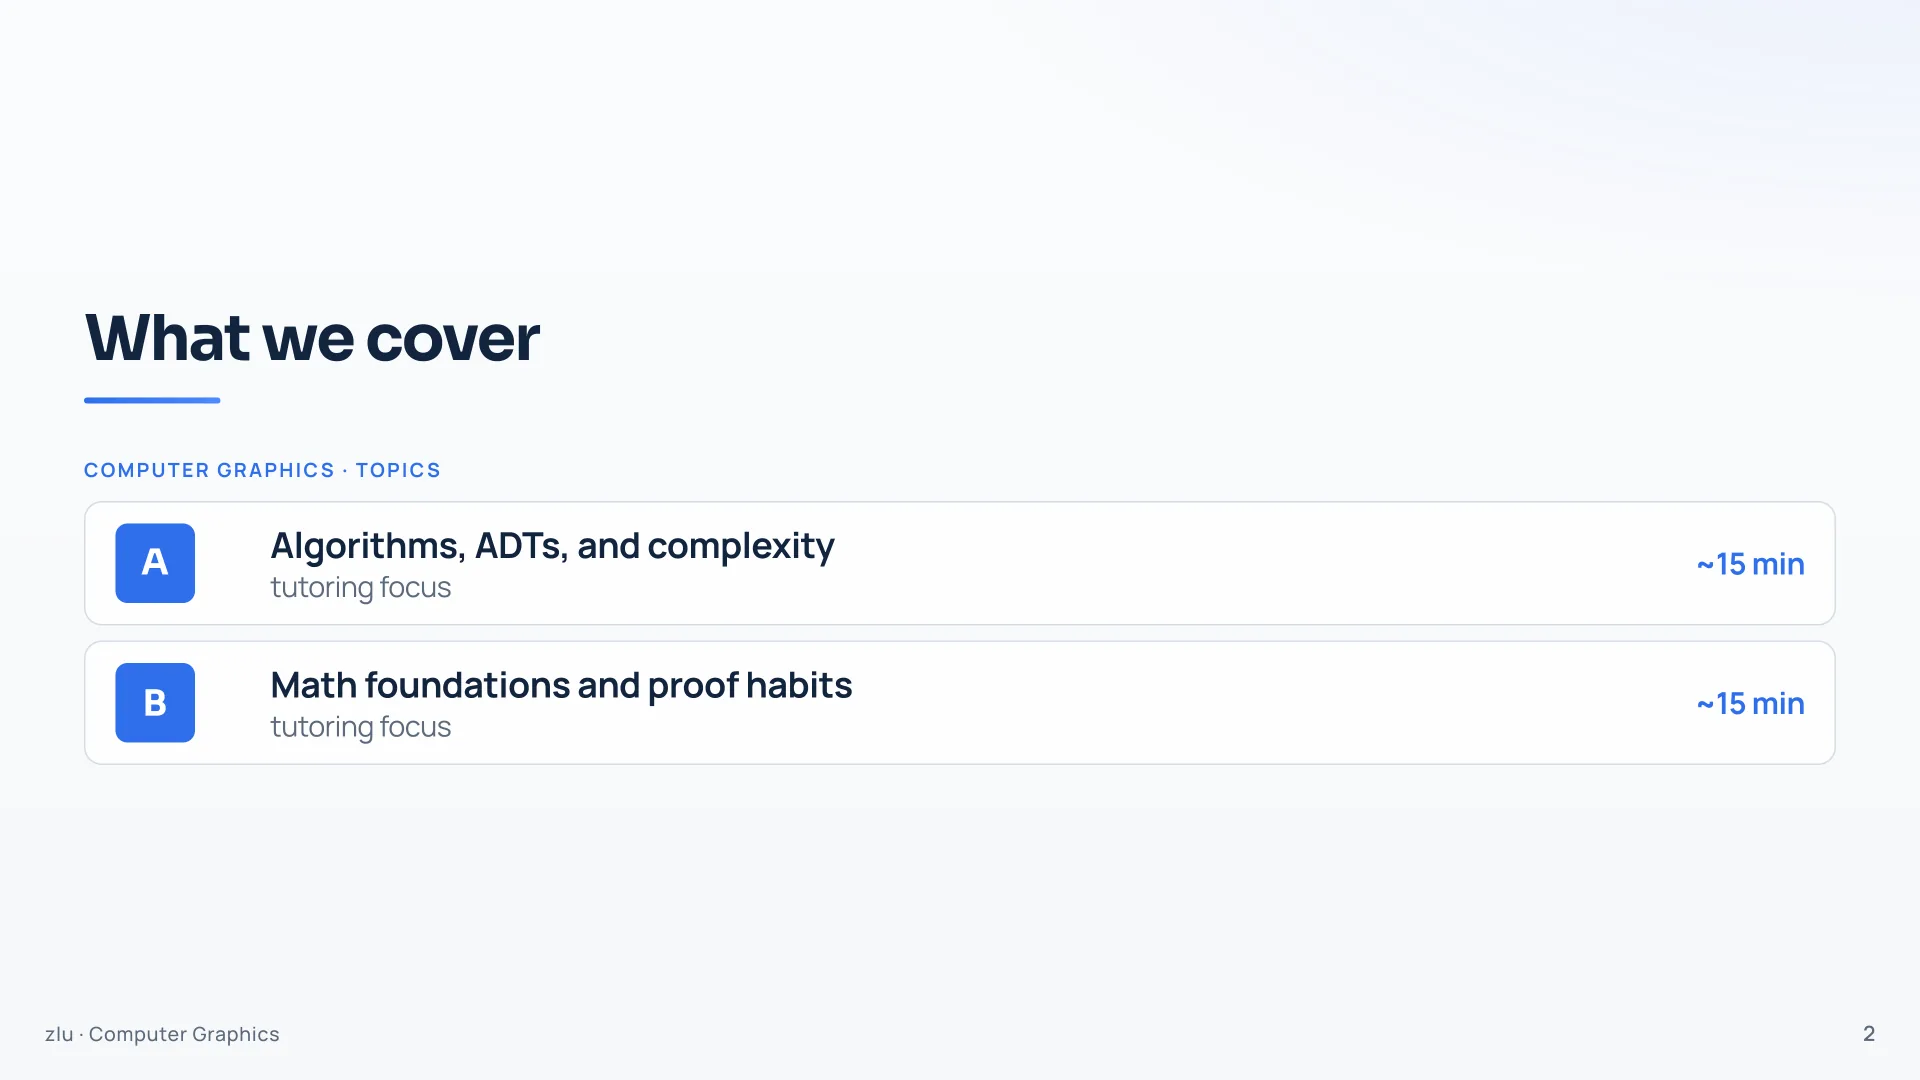 What we cover
COMPUTER GRAPHICS · TOPICS
A
Algorithms, ADTs, and complexity
tutoring focus
~15 min
B
Math foundations and proof habits
tutoring focus
~15 min
zlu · Computer Graphics
2